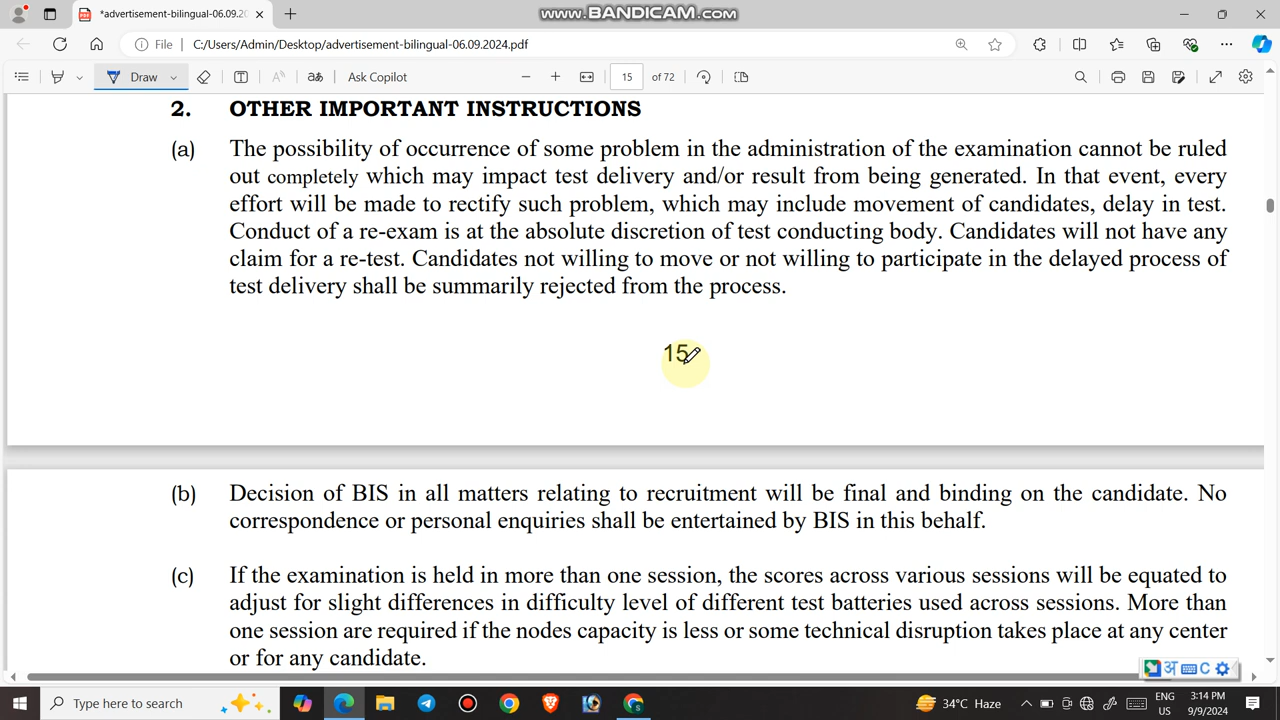 *advertisement-bilingual-06.09.20
www.BANDICAM.com
File
C:/Users/Admin/Desktop/advertisement-bilingual-06.09.2024.pdf
Draw
aあ
Ask Copilot
15
of 72
2. OTHER IMPORTANT INSTRUCTIONS
(a) The possibility of occurrence of some problem in the administration of the examination cannot be ruled
out completely which may impact test delivery and/or result from being generated. In that event, every
effort will be made to rectify such problem, which may include movement of candidates, delay in test.
Conduct of a re-exam is at the absolute discretion of test conducting body. Candidates will not have any
claim for a re-test. Candidates not willing to move or not willing to participate in the delayed process of
test delivery shall be summarily rejected from the process.
15
(b) Decision of BIS in all matters relating to recruitment will be final and binding on the candidate. No
correspondence or personal enquiries shall be entertained by BIS in this behalf.
(c) If the examination is held in more than one session, the scores across various sessions will be equated to
adjust for slight differences in difficulty level of different test batteries used across sessions. More than
one session are required if the nodes capacity is less or some technical disruption takes place at any center
or for any candidate.
अ
C
Type here to search
34°C Haze
ENG
US
3:14 PM
9/9/2024